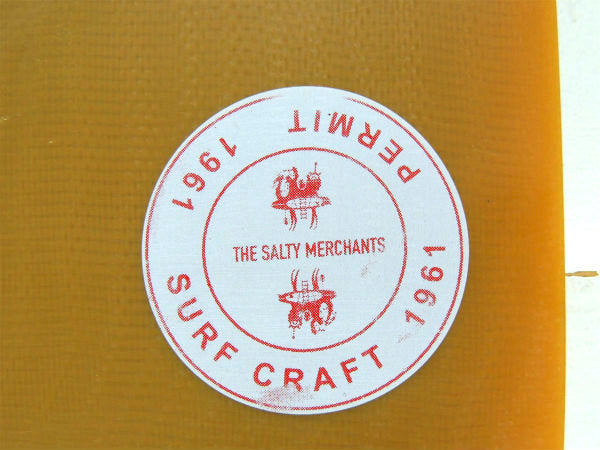 PERMIT
1961
SURF CRAFT
1961
THE SALTY MERCHANTS